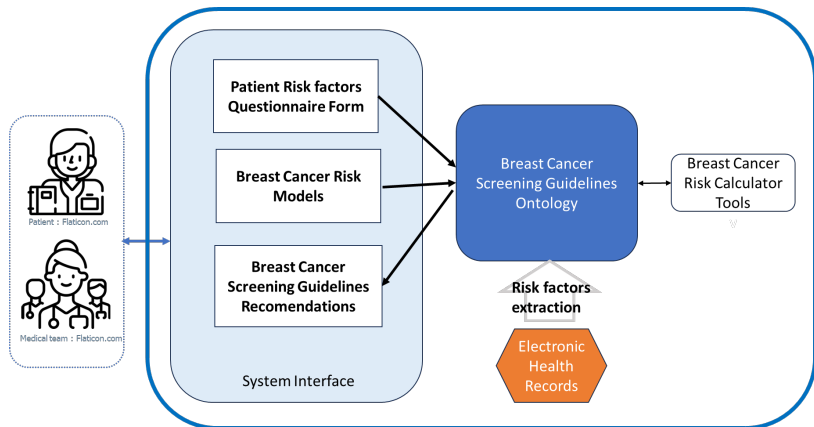 Patient Risk factors
Questionnaire Form
Breast Cancer Risk
Models
Breast Cancer
Screening Guidelines
Recomendations
System Interface
Patient : Flaticon.com
Medical team : Flaticon.com
Breast Cancer
Screening Guidelines
Ontology
Breast Cancer
Risk Calculator
Tools
Risk factors
extraction
Electronic
Health
Records